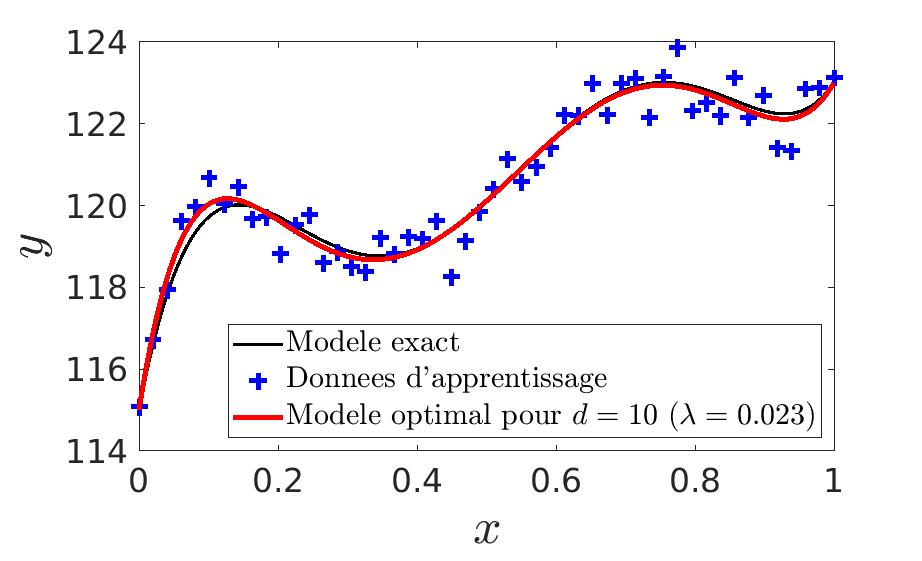 124
122
120
118
116
114
y
Modele exact
Donnees d'apprentissage
Modele optimal pour d = 10 (λ = 0.023)
0 0.2 0.4 0.6 0.8 1
x